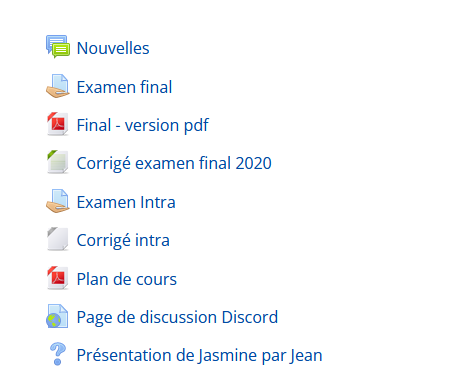 Nouvelles
Examen final
Final - version pdf
Corrigé examen final 2020
Examen Intra
Corrigé intra
Plan de cours
Page de discussion Discord
Présentation de Jasmine par Jean